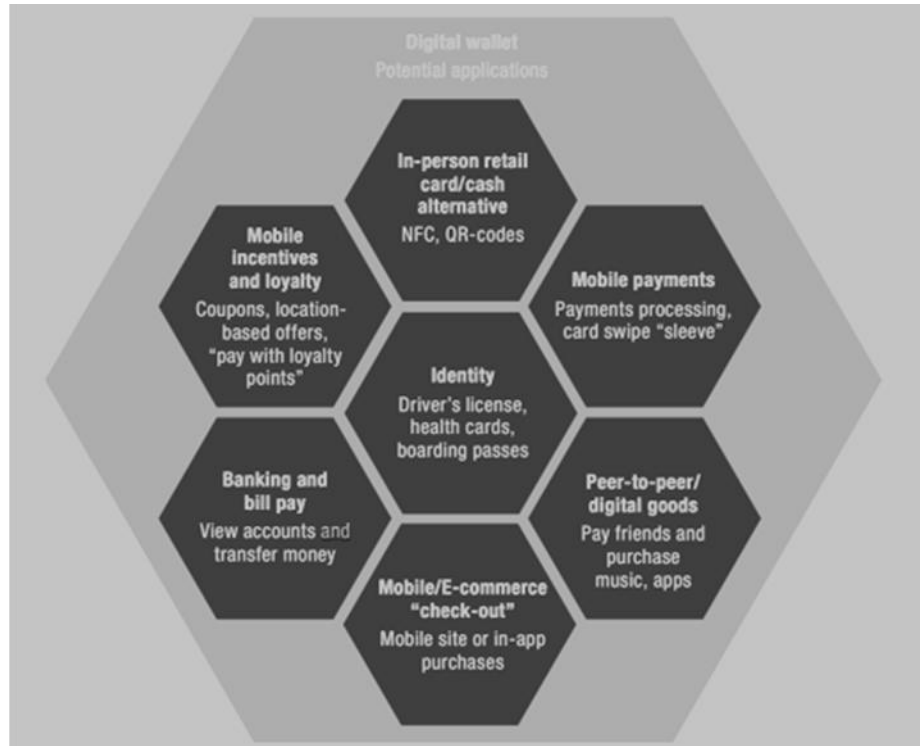 Digital wallet
Potential applications
In-person retail
card/cash
alternative
NFC, QR-codes
Mobile
incentives
and loyalty
Coupons, location-
based offers,
“pay with loyalty
points”
Mobile payments
Payments processing,
card swipe “sleeve”
Identity
Driver’s license,
health cards,
boarding passes
Banking and
bill pay
View accounts and
transfer money
Peer-to-peer/
digital goods
Pay friends and
purchase
music, apps
Mobile/E-commerce
“check-out”
Mobile site or in-app
purchases